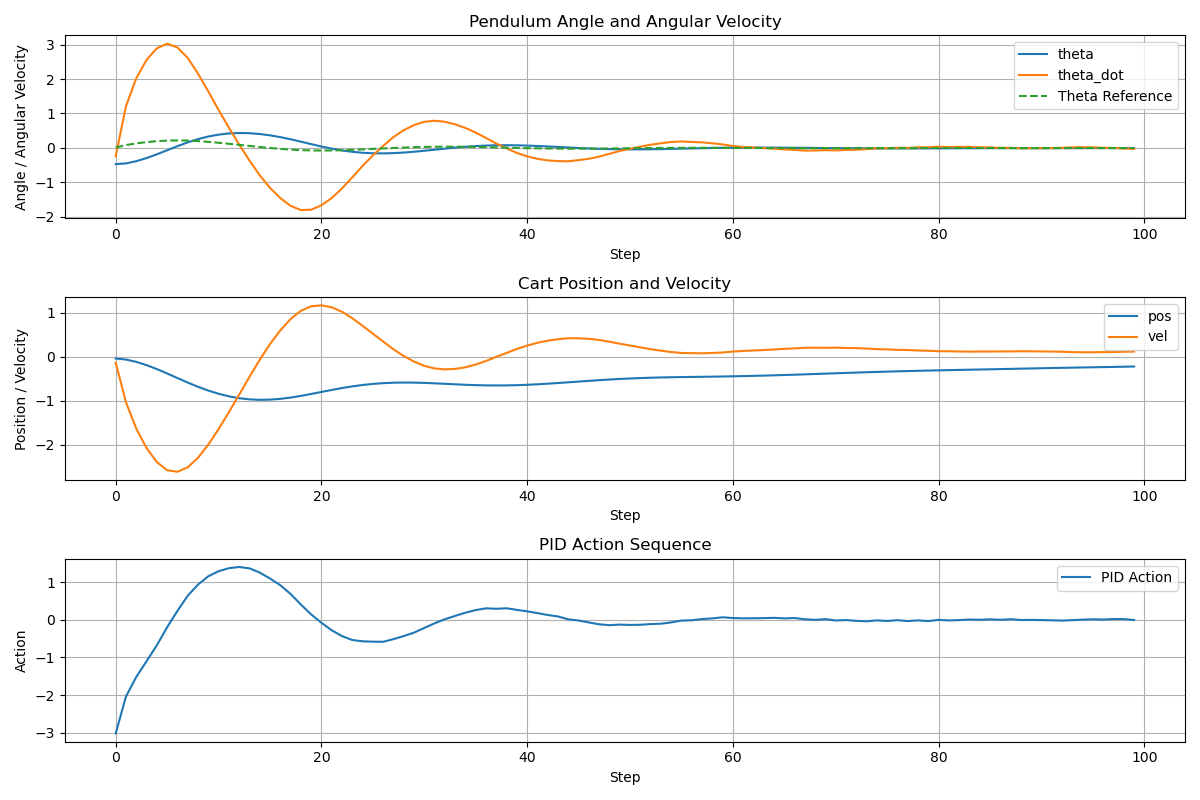 Pendulum Angle and Angular Velocity
Angle / Angular Velocity
3
2
1
0
−1
−2
theta
theta_dot
Theta Reference
0 20 40 60 80 100
Step
Cart Position and Velocity
Position / Velocity
1
0
−1
−2
pos
vel
0 20 40 60 80 100
Step
PID Action Sequence
Action
1
0
−1
−2
−3
PID Action
0 20 40 60 80 100
Step